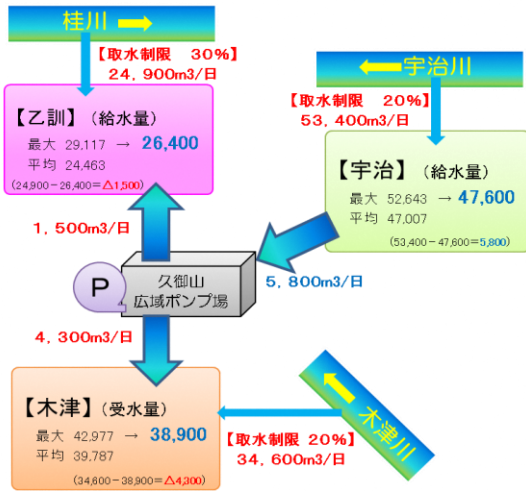 桂川
【取水制限 30%】
24,900m3/日
【乙訓】(給水量)
最大 29.117 → 26,400
平均 24,463
(24,900-26,400=△1,500)
宇治川
【取水制限 20%】
53,400m3/日
【宇治】(給水量)
最大 52,643 → 47,600
平均 47,007
(53,400-47,600=5,800)
1,500m3/日
5,800m3/日
P
久御山
広域ポンプ場
4,300m3/日
【木津】(受水量)
最大 42.977 → 38,900
平均 39,787
(34,600-38,900=△4,300)
木津川
【取水制限 20%】
34,600m3/日